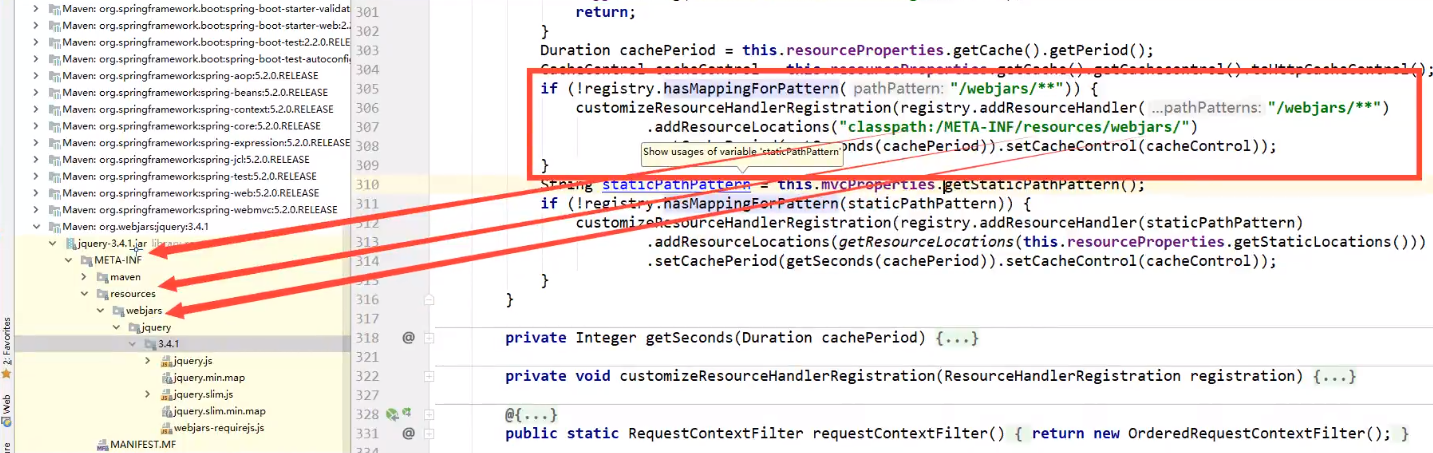 Maven: org.springframework.boot:spring-boot-starter-validat
Maven: org.springframework.boot:spring-boot-starter-web:2.2
Maven: org.springframework.boot:spring-boot-test:2.2.0.RELE
Maven: org.springframework.boot:spring-boot-test-autoconfig
Maven: org.springframework:spring-aop:5.2.0.RELEASE
Maven: org.springframework:spring-beans:5.2.0.RELEASE
Maven: org.springframework:spring-context:5.2.0.RELEASE
Maven: org.springframework:spring-core:5.2.0.RELEASE
Maven: org.springframework:spring-expression:5.2.0.RELEASE
Maven: org.springframework:spring-jcl:5.2.0.RELEASE
Maven: org.springframework:spring-test:5.2.0.RELEASE
Maven: org.springframework:spring-web:5.2.0.RELEASE
Maven: org.springframework:spring-webmvc:5.2.0.RELEASE
Maven: org.webjars:jquery:3.4.1
jquery-3.4.1.jar
META-INF
maven
resources
webjars
jquery
3.4.1
jquery.js
jquery.min.map
jquery.slim.js
jquery.slim.min.map
webjars-requirejs.js
MANIFEST.MF
2: Favorites
Web
301 return;
302 }
303 Duration cachePeriod = this.resourceProperties.getCache().getPeriod();
304 CacheControl cacheControl = this.resourceProperties.getCache().getCachecontrol().toHttpCacheControl();
305 if (!registry.hasMappingForPattern( pathPattern: "/webjars/**")) {
306 customizeResourceHandlerRegistration(registry.addResourceHandler( ...pathPatterns: "/webjars/**")
307 .addResourceLocations("classpath:/META-INF/resources/webjars/")
308 (cachePeriod)).setCacheControl(cacheControl));
Show usages of variable 'staticPathPattern'
309 }
310 String staticPathPattern = this.mvcProperties.getStaticPathPattern();
311 if (!registry.hasMappingForPattern(staticPathPattern)) {
312 customizeResourceHandlerRegistration(registry.addResourceHandler(staticPathPattern)
313 .addResourceLocations(getResourceLocations(this.resourceProperties.getStaticLocations()))
314 .setCachePeriod(getSeconds(cachePeriod)).setCacheControl(cacheControl));
315 }
316 }
317
318 @ private Integer getSeconds(Duration cachePeriod) {...}
321
322 private void customizeResourceHandlerRegistration(ResourceHandlerRegistration registration) {...}
327
328 @{...}
331 @ public static RequestContextFilter requestContextFilter() { return new OrderedRequestContextFilter(); }
334